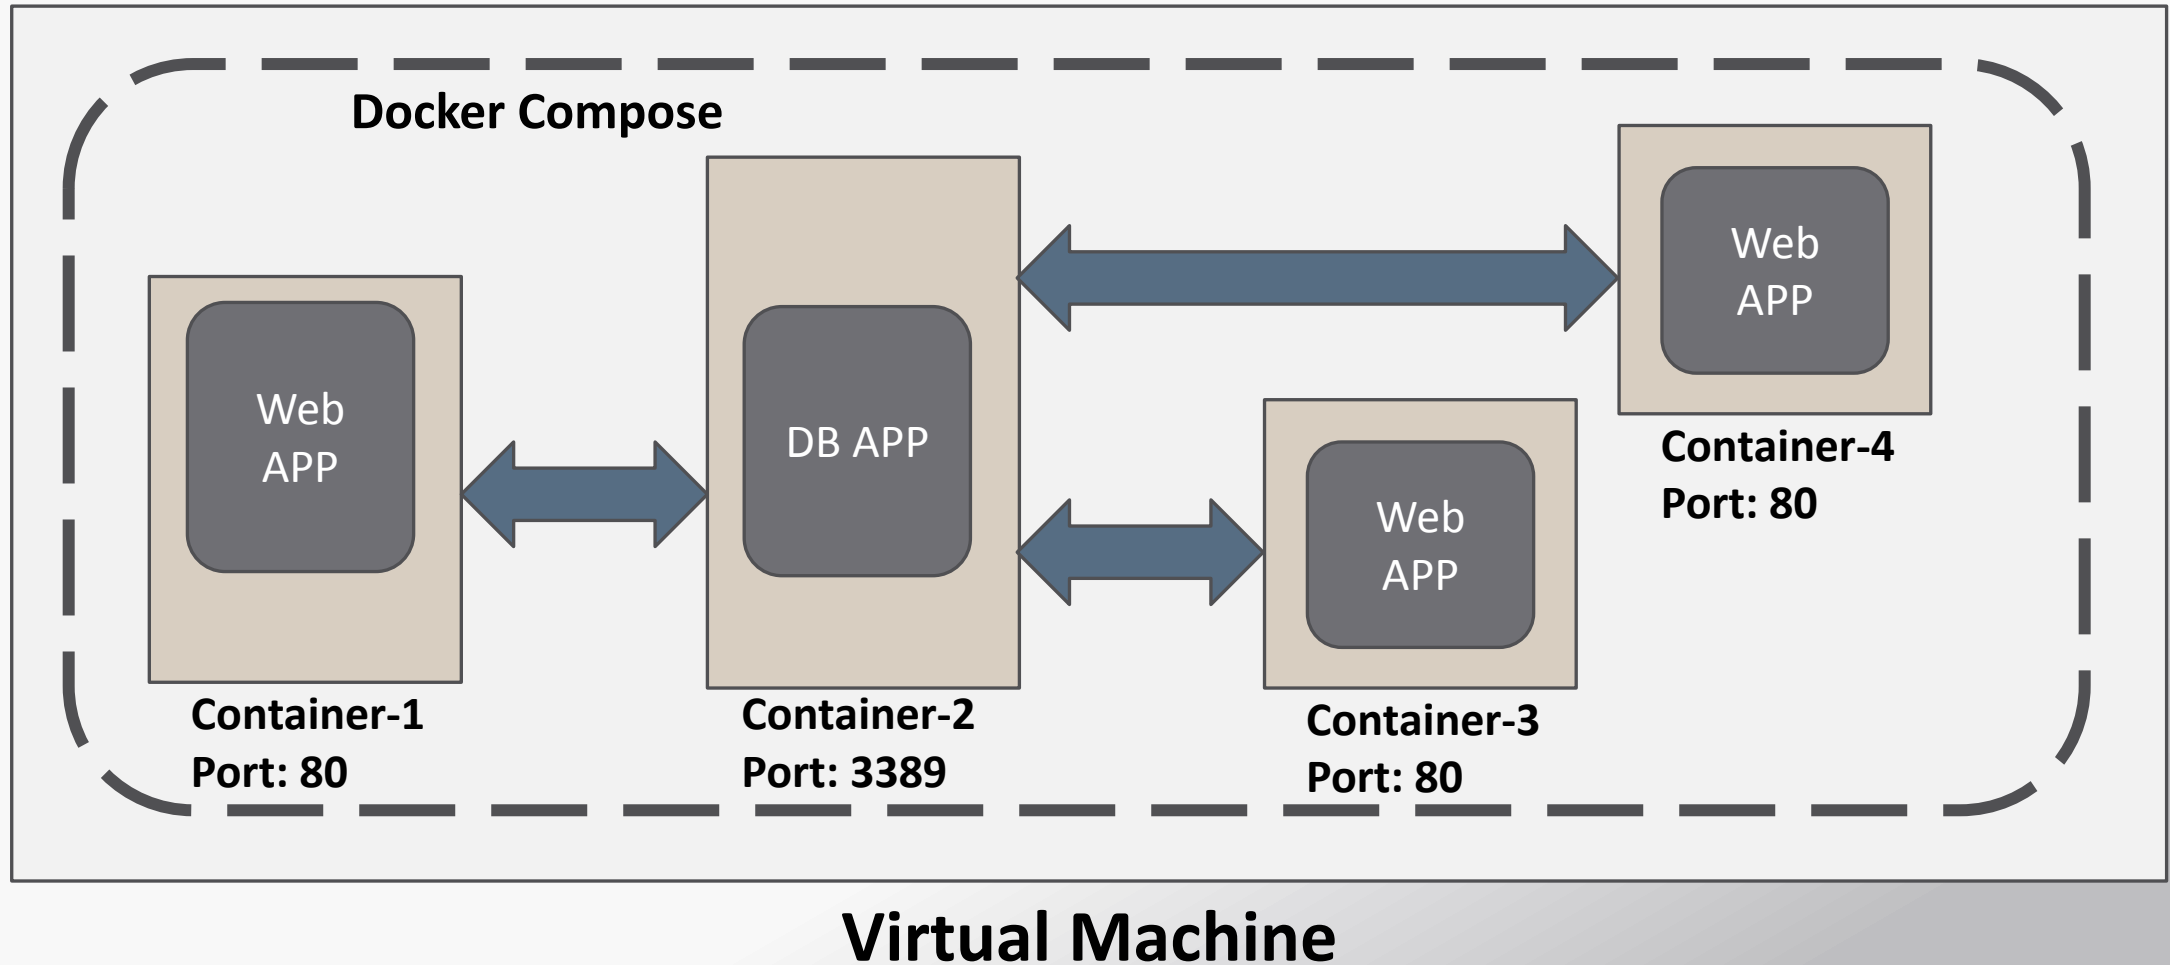 Docker Compose
Web
APP
Container-1
Port: 80
DB APP
Container-2
Port: 3389
Web
APP
Container-3
Port: 80
Web
APP
Container-4
Port: 80
Virtual Machine